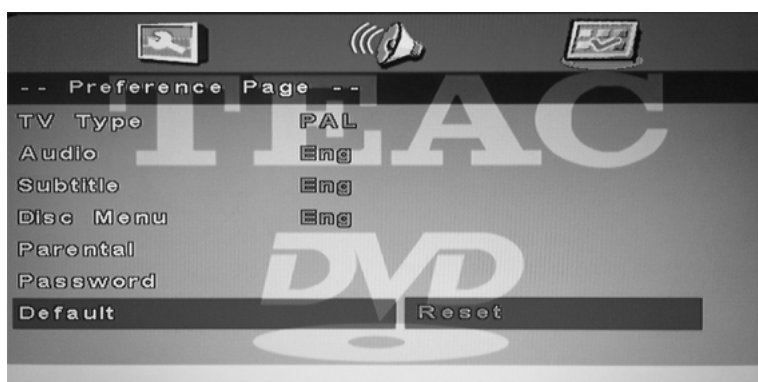 -- Preference Page --
TV Type PAL
Audio Eng
Subtitle Eng
Disc Menu Eng
Parental
Password
Default Reset
TEAC
DVD